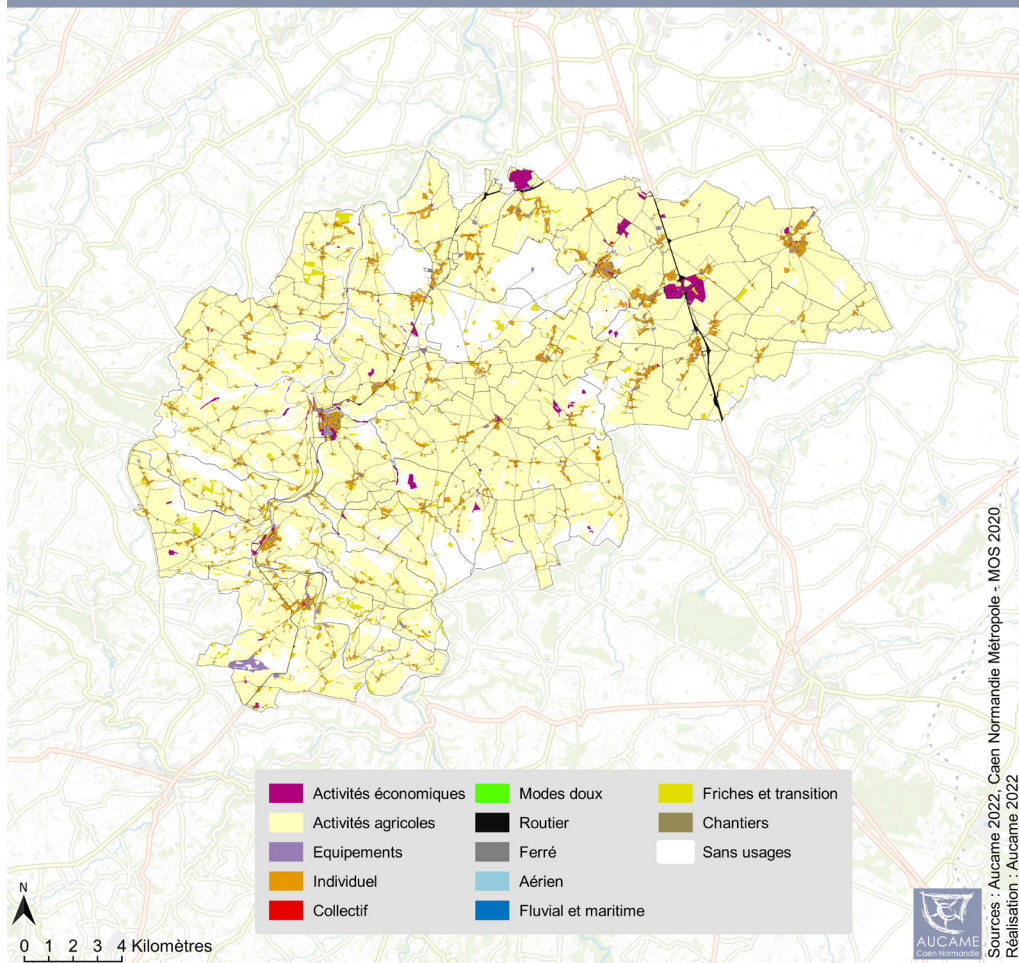 Activités économiques
Activités agricoles
Equipements
Individuel
Collectif
Modes doux
Routier
Ferré
Aérien
Fluvial et maritime
Friches et transition
Chantiers
Sans usages
N
0 1 2 3 4 Kilomètres
AUCAME
Caen Normandie
Sources : Aucame 2022, Caen Normandie Métropole - MOS 2020
Réalisation : Aucame 2022